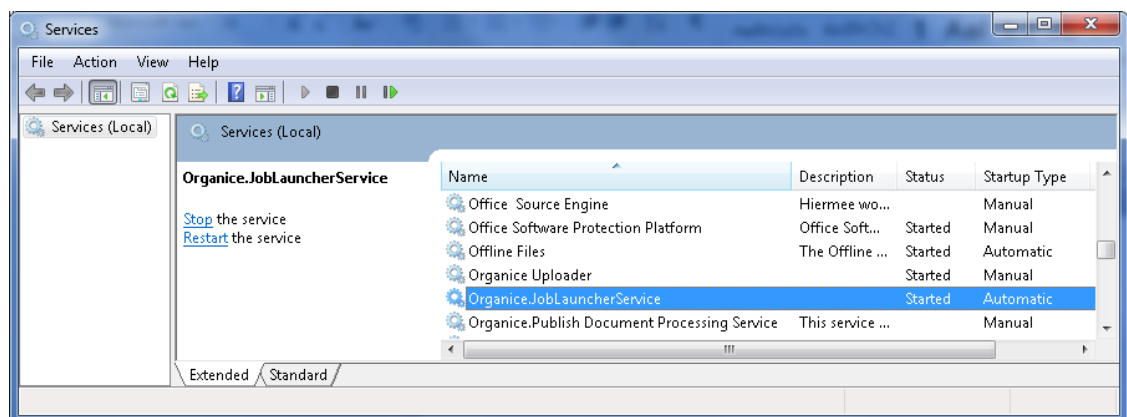 Services
File Action View Help
Services (Local)
Services (Local)
Organice.JobLauncherService
Stop the service
Restart the service
Name Description Status Startup Type
Office Source Engine Hiermee wo... Manual
Office Software Protection Platform Office Soft... Started Manual
Offline Files The Offline ... Started Automatic
Organice Uploader Started Manual
Organice.JobLauncherService Started Automatic
Organice.Publish Document Processing Service This service ... Manual
Extended Standard